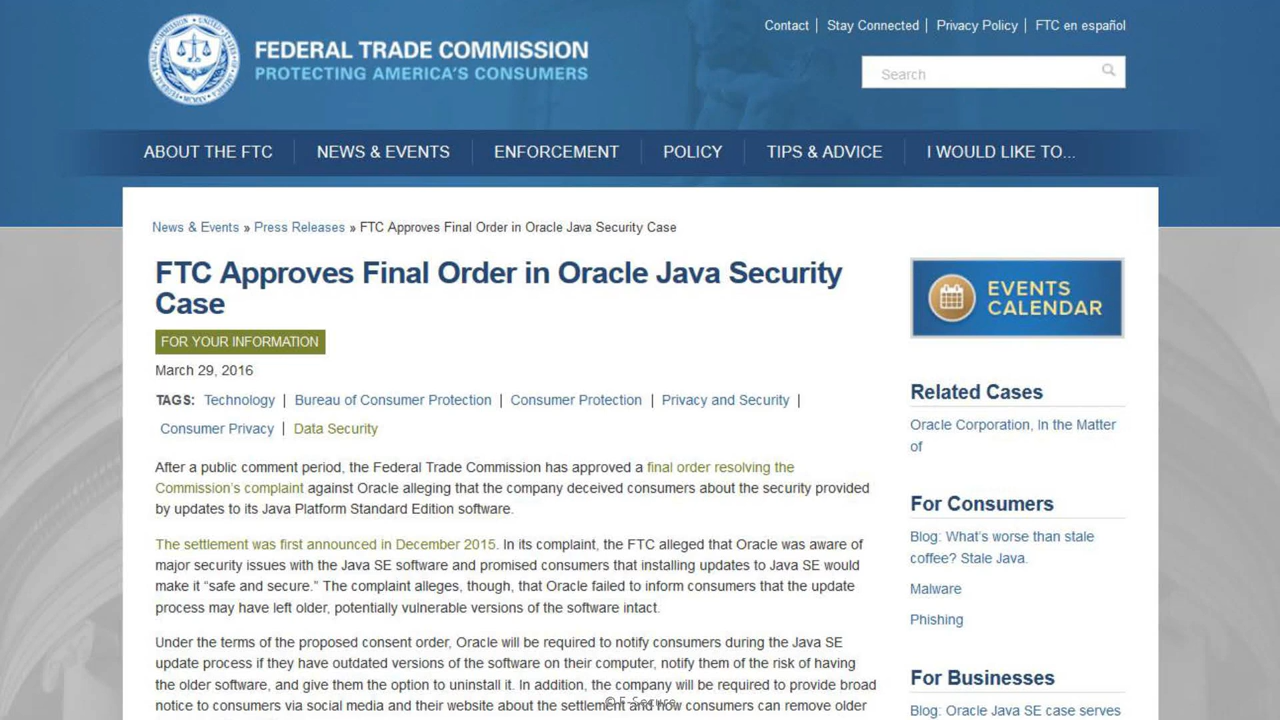 Contact | Stay Connected | Privacy Policy | FTC en español
FEDERAL TRADE COMMISSION
PROTECTING AMERICA'S CONSUMERS
Search
ABOUT THE FTC
NEWS & EVENTS
ENFORCEMENT
POLICY
TIPS & ADVICE
I WOULD LIKE TO...
News & Events » Press Releases » FTC Approves Final Order in Oracle Java Security Case
FTC Approves Final Order in Oracle Java Security
Case
FOR YOUR INFORMATION
March 29, 2016
TAGS: Technology | Bureau of Consumer Protection | Consumer Protection | Privacy and Security |
Consumer Privacy | Data Security
After a public comment period, the Federal Trade Commission has approved a final order resolving the
Commission's complaint against Oracle alleging that the company deceived consumers about the security provided
by updates to its Java Platform Standard Edition software.
The settlement was first announced in December 2015. In its complaint, the FTC alleged that Oracle was aware of
major security issues with the Java SE software and promised consumers that installing updates to Java SE would
make it “safe and secure.” The complaint alleges, though, that Oracle failed to inform consumers that the update
process may have left older, potentially vulnerable versions of the software intact.
Under the terms of the proposed consent order, Oracle will be required to notify consumers during the Java SE
update process if they have outdated versions of the software on their computer, notify them of the risk of having
the older software, and give them the option to uninstall it. In addition, the company will be required to provide broad
notice to consumers via social media and their website about the settlement and how consumers can remove older
© F-Secure
EVENTS
CALENDAR
Related Cases
Oracle Corporation, In the Matter
of
For Consumers
Blog: What's worse than stale
coffee? Stale Java.
Malware
Phishing
For Businesses
Blog: Oracle Java SE case serves